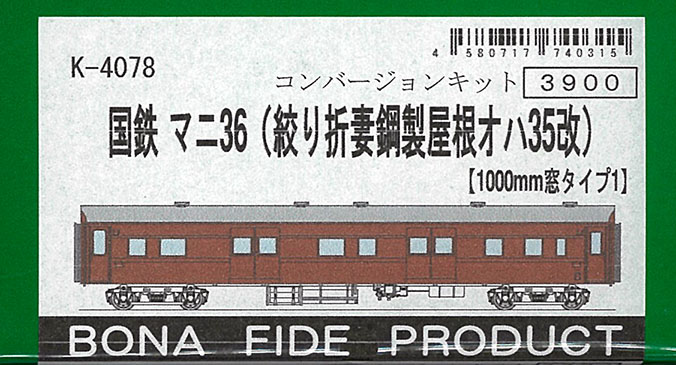 4 580717 740315
K-4078
コンバージョンキット 3900
国鉄 マニ36（絞り折妻鋼製屋根オハ35改）
【1000mm窓タイプ1】
BONA FIDE PRODUCT